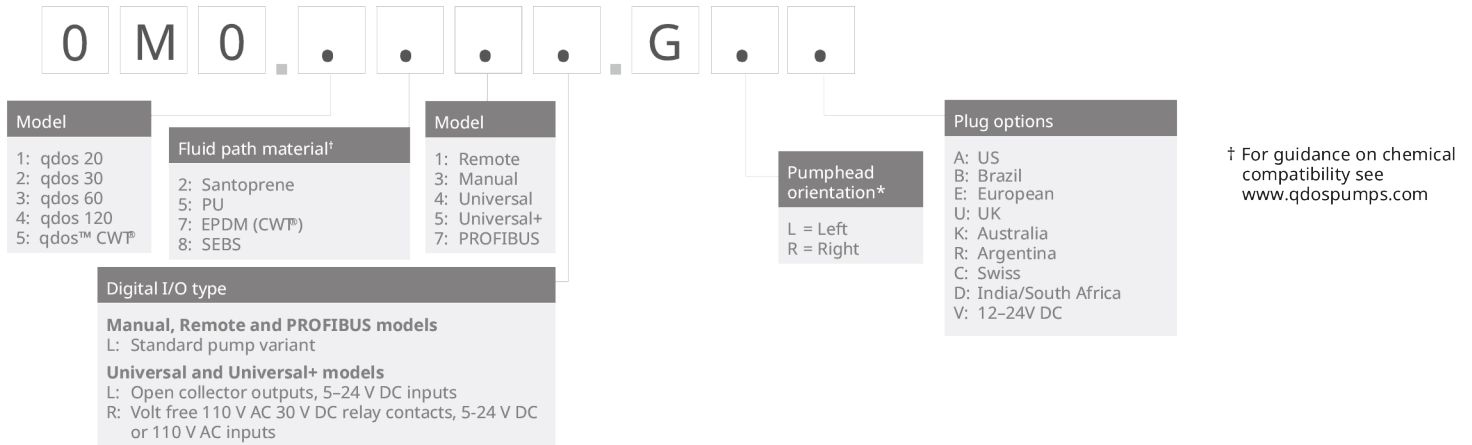 0 M 0 . . . . . . G . .
Model
1: qdos 20
2: qdos 30
3: qdos 60
4: qdos 120
5: qdos™ CWT®
Fluid path material†
2: Santoprene
5: PU
7: EPDM (CWT®)
8: SEBS
Model
1: Remote
3: Manual
4: Universal
5: Universal+
7: PROFIBUS
Digital I/O type
Manual, Remote and PROFIBUS models
L: Standard pump variant
Universal and Universal+ models
L: Open collector outputs, 5–24 V DC inputs
R: Volt free 110 V AC 30 V DC relay contacts, 5-24 V DC
or 110 V AC inputs
Pumphead
orientation*
L = Left
R = Right
Plug options
A: US
B: Brazil
E: European
U: UK
K: Australia
R: Argentina
C: Swiss
D: India/South Africa
V: 12–24V DC
† For guidance on chemical
compatibility see
www.qdospumps.com